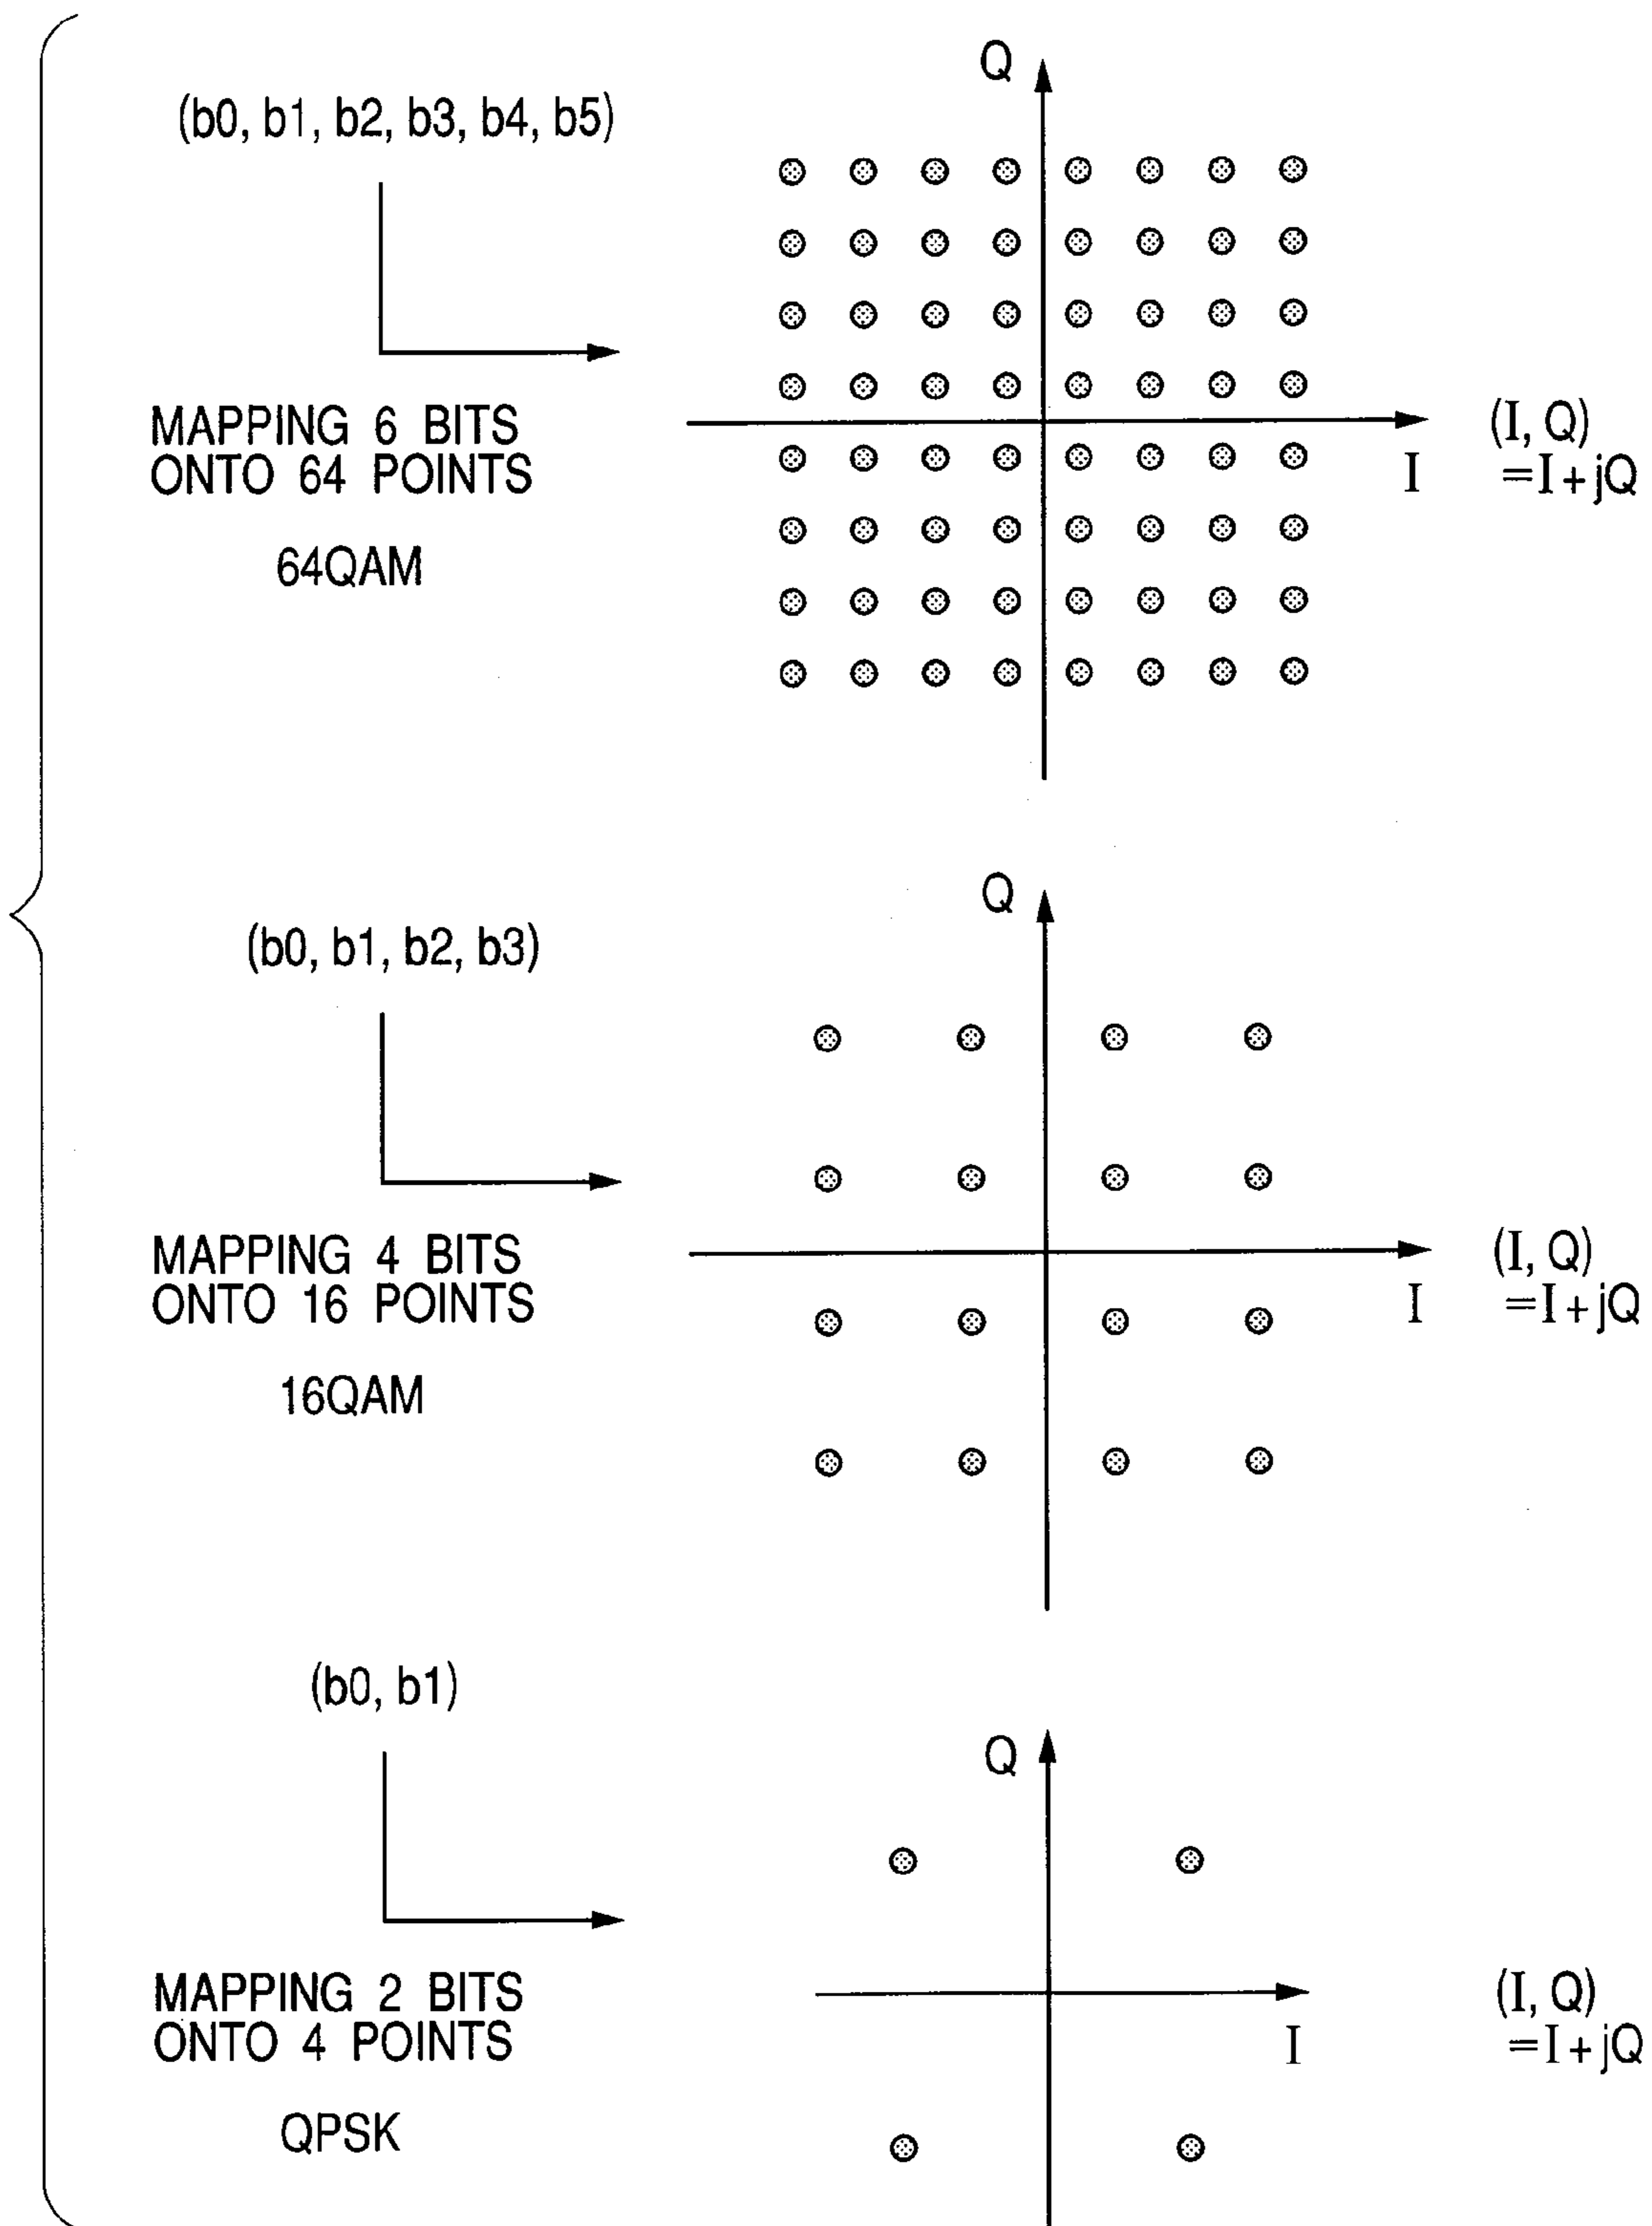 Q
(b0, b1, b2, b3, b4, b5)
MAPPING 6 BITS
ONTO 64 POINTS
64QAM
I
(I, Q)
=I+jQ
Q
(b0, b1, b2, b3)
MAPPING 4 BITS
ONTO 16 POINTS
16QAM
I
(I, Q)
=I+jQ
(b0, b1)
Q
MAPPING 2 BITS
ONTO 4 POINTS
QPSK
I
(I, Q)
=I+jQ